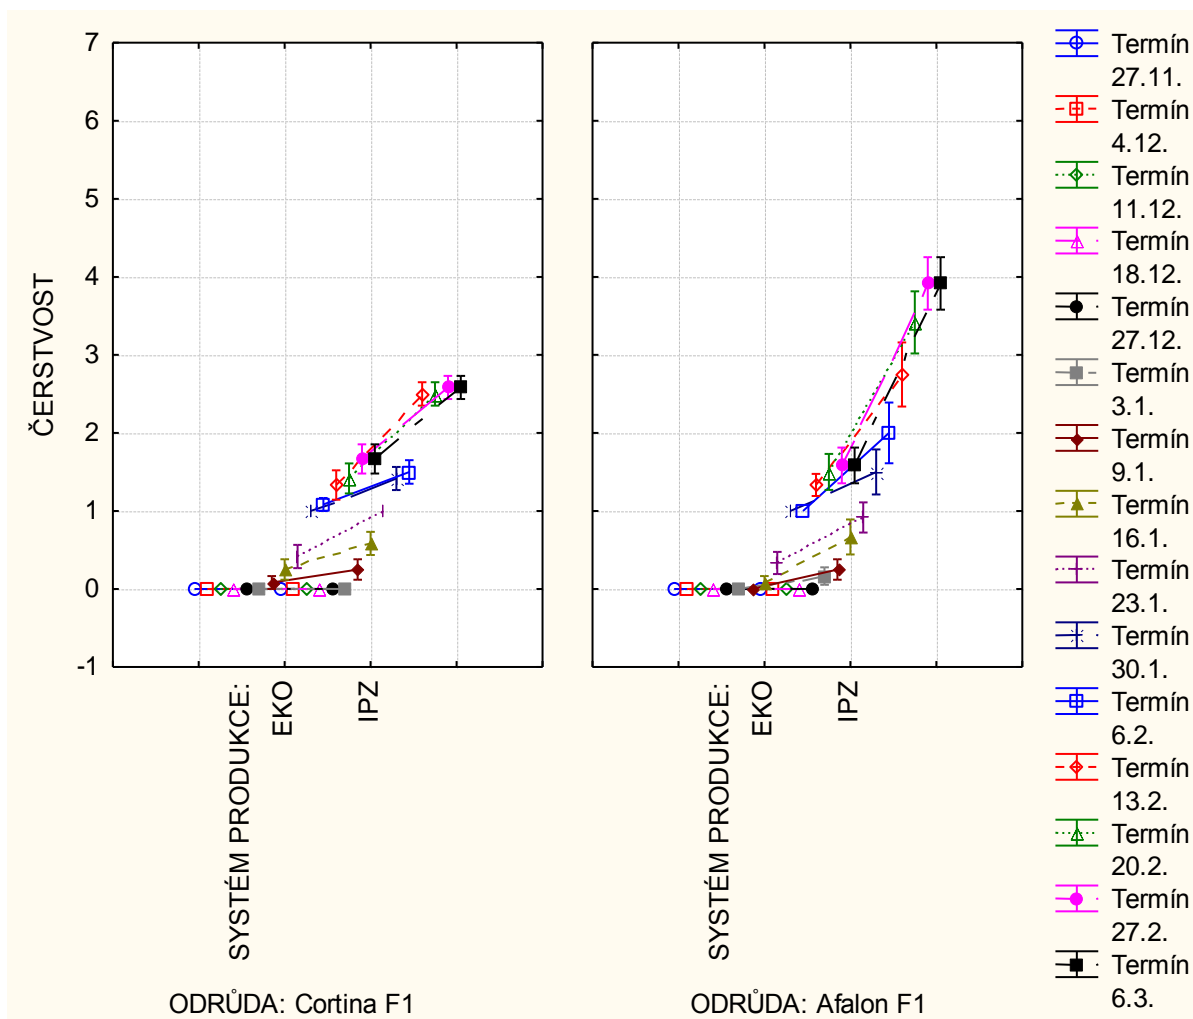 7
6
5
4
3
2
1
0
-1
ČERSTVOST
SYSTÉM PRODUKCE:
EKO
IPZ
ODRŮDA: Cortina F1
SYSTÉM PRODUKCE:
EKO
IPZ
ODRŮDA: Afalon F1
Termín
27.11.
Termín
4.12.
Termín
11.12.
Termín
18.12.
Termín
27.12.
Termín
3.1.
Termín
9.1.
Termín
16.1.
Termín
23.1.
Termín
30.1.
Termín
6.2.
Termín
13.2.
Termín
20.2.
Termín
27.2.
Termín
6.3.